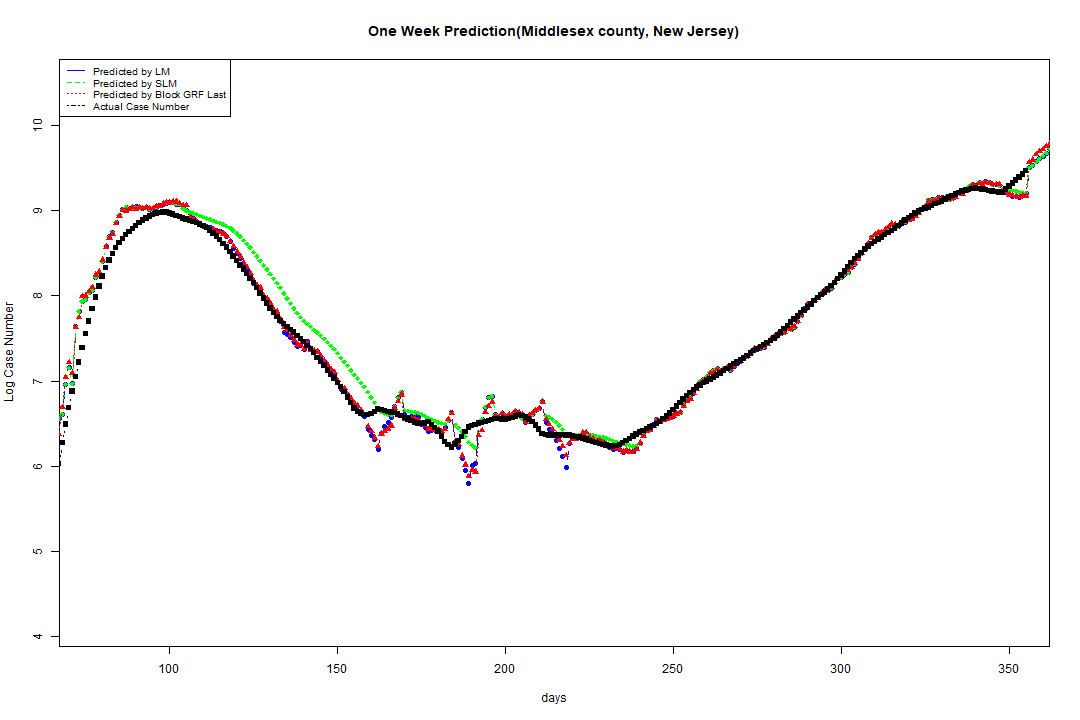 One Week Prediction(Middlesex county, New Jersey)
Predicted by LM
Predicted by SLM
Predicted by Block GRF Last
Actual Case Number
10
9
8
7
6
5
4
Log Case Number
100 150 200 250 300 350
days